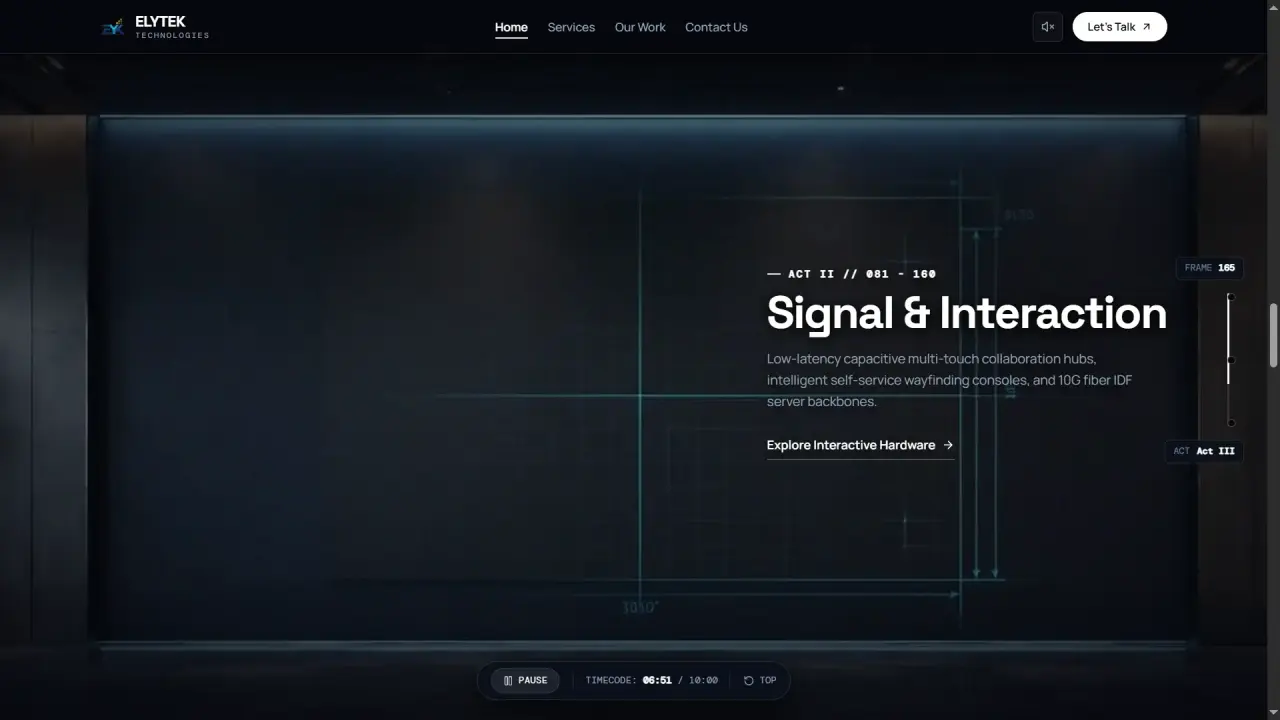 ELYTEK
TECHNOLOGIES
Home
Services
Our Work
Contact Us
Let's Talk
— ACT II // 081 - 160
Signal & Interaction
Low-latency capacitive multi-touch collaboration hubs,
intelligent self-service wayfinding consoles, and 10G fiber IDF
server backbones.
Explore Interactive Hardware
FRAME 165
ACT Act III
PAUSE
TIMECODE: 06:51 / 10:00
TOP